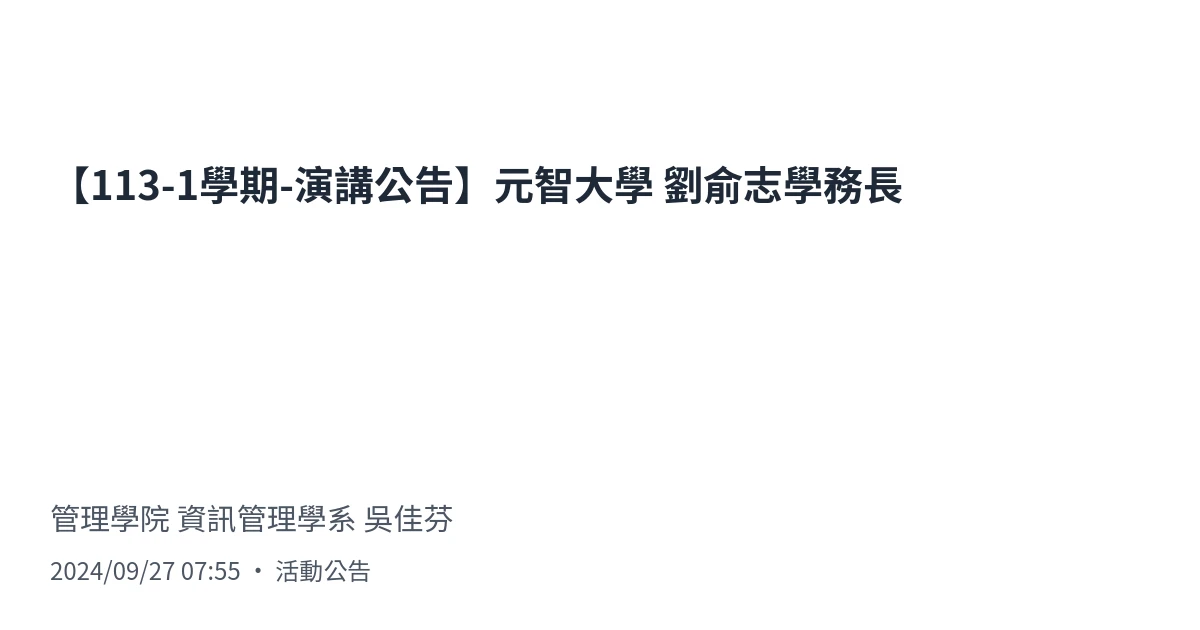 【113-1學期-演講公告】元智大學 劉俞志學務長
管理學院 資訊管理學系 吳佳芬
2024/09/27 07:55 • 活動公告